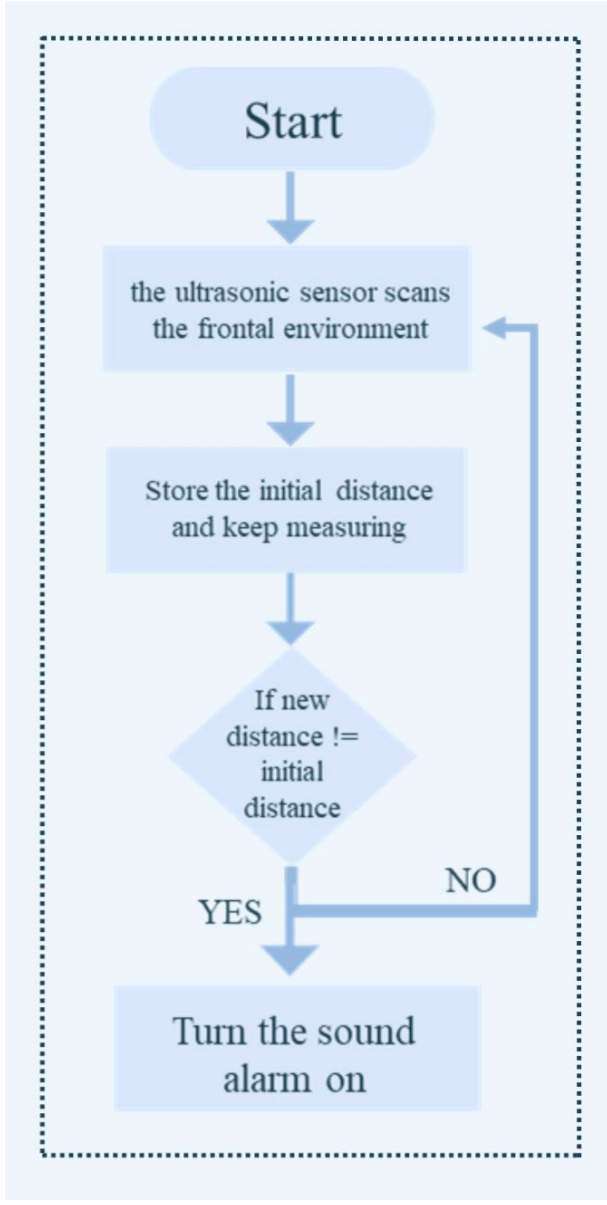 Start
the ultrasonic sensor scans
the frontal environment
Store the initial distance
and keep measuring
If new
distance !=
initial
distance
NO
YES
Turn the sound
alarm on